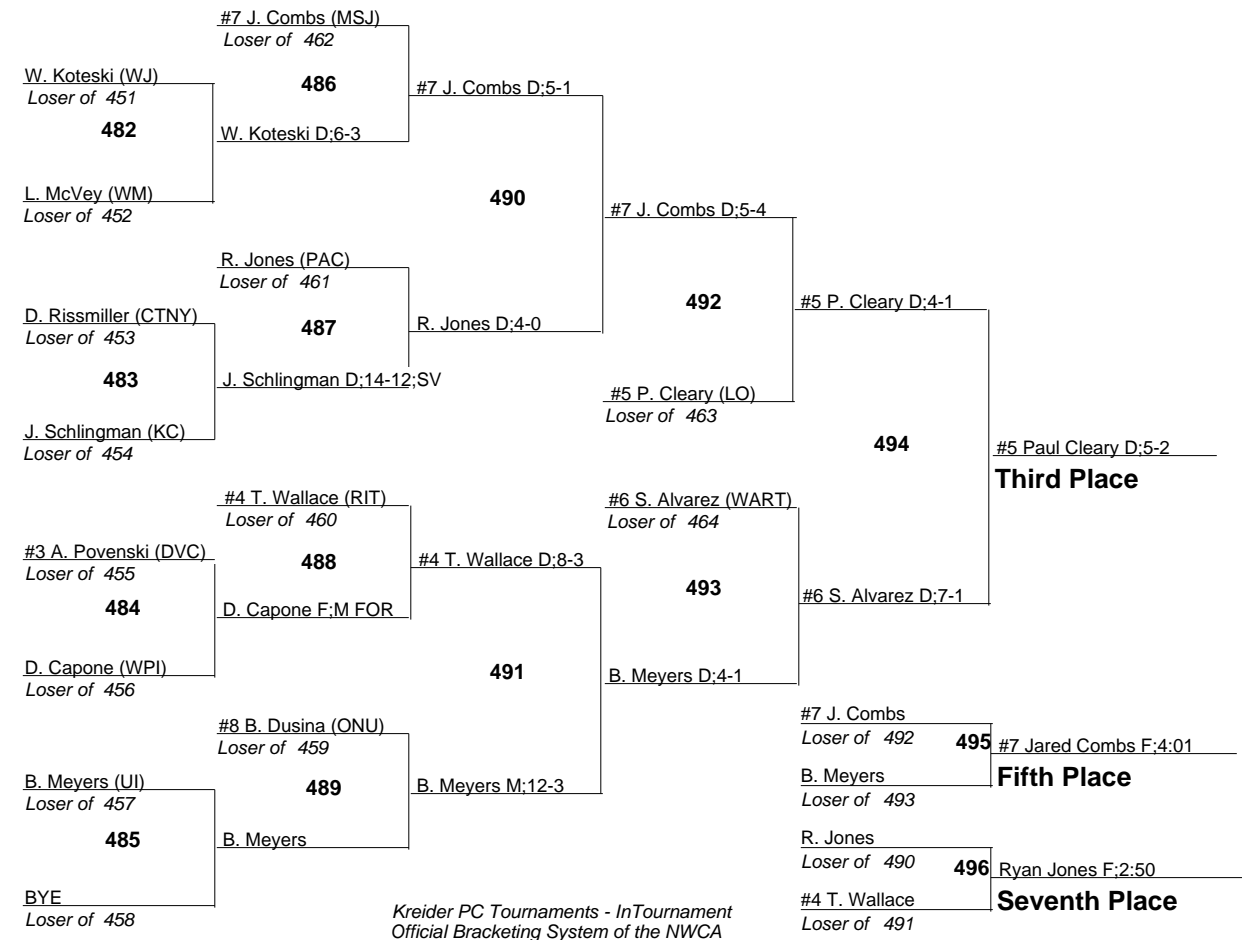 #7 J. Combs (MSJ)
Loser of 462
W. Koteski (WJ)
Loser of 451
486
#7 J. Combs D;5-1
482
W. Koteski D;6-3
L. McVey (WM)
Loser of 452
490
#7 J. Combs D;5-4
R. Jones (PAC)
Loser of 461
D. Rissmiller (CTNY)
Loser of 453
487
R. Jones D;4-0
492
#5 P. Cleary D;4-1
483
J. Schlingman D;14-12;SV
#5 P. Cleary (LO)
Loser of 463
J. Schlingman (KC)
Loser of 454
494
#5 Paul Cleary D;5-2
Third Place
#4 T. Wallace (RIT)
Loser of 460
#6 S. Alvarez (WART)
Loser of 464
#3 A. Povenski (DVC)
Loser of 455
488
#4 T. Wallace D;8-3
493
#6 S. Alvarez D;7-1
484
D. Capone F;M FOR
D. Capone (WPI)
Loser of 456
491
B. Meyers D;4-1
#8 B. Dusina (ONU)
Loser of 459
#7 J. Combs
Loser of 492
495
#7 Jared Combs F;4:01
Fifth Place
B. Meyers
Loser of 493
B. Meyers (UI)
Loser of 457
489
B. Meyers M;12-3
485
B. Meyers
R. Jones
Loser of 490
496
Ryan Jones F;2:50
Seventh Place
#4 T. Wallace
Loser of 491
BYE
Loser of 458
Kreider PC Tournaments - InTournament
Official Bracketing System of the NWCA